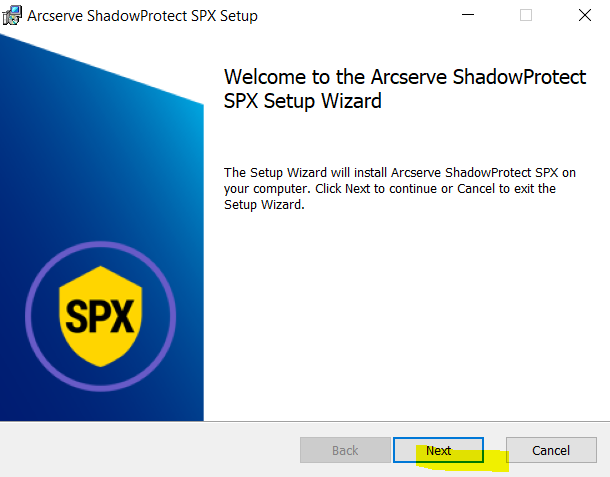 Arcserve ShadowProtect SPX Setup
Welcome to the Arcserve ShadowProtect
SPX Setup Wizard
The Setup Wizard will install Arcserve ShadowProtect SPX on
your computer. Click Next to continue or Cancel to exit the
Setup Wizard.
SPX
Back Next Cancel